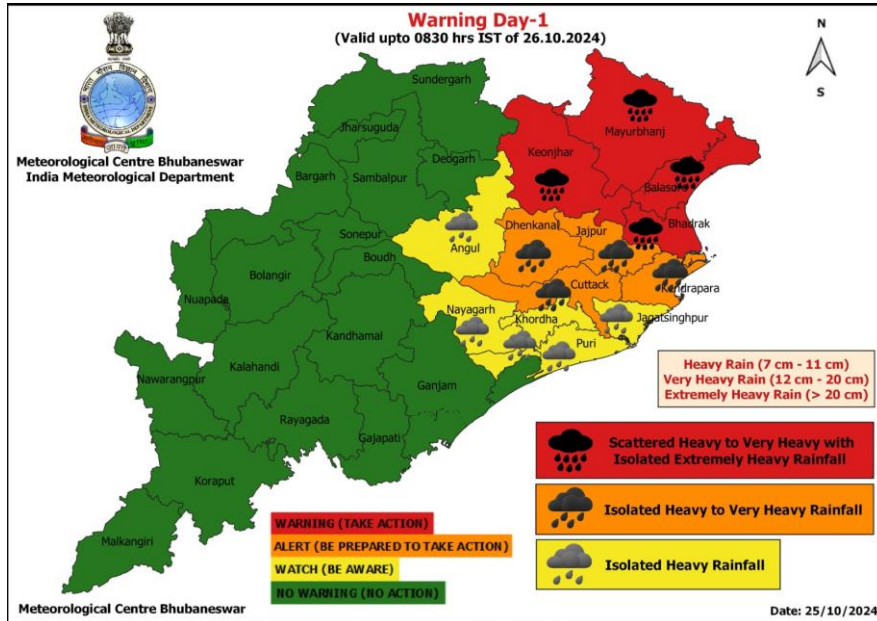 Warning Day-1
(Valid upto 0830 hrs IST of 26.10.2024)
N
S
Meteorological Centre Bhubaneswar
India Meteorological Department
Sundergarh
Jharsuguda
Mayurbhanj
Keonjhar
Deogarh
Bargarh
Sambalpur
Balasore
Bhadrak
Dhenkanal
Jajpur
Sonepur
Angul
Boudh
Bolangir
Cuttack
Kendrapara
Nuapada
Nayagarh
Khordha
Jagatsinghpur
Kandhamal
Puri
Kalahandi
Nawarangpur
Ganjam
Rayagada
Gajapati
Koraput
Malkangiri
Heavy Rain (7 cm - 11 cm)
Very Heavy Rain (12 cm - 20 cm)
Extremely Heavy Rain (> 20 cm)
Scattered Heavy to Very Heavy with
Isolated Extremely Heavy Rainfall
Isolated Heavy to Very Heavy Rainfall
Isolated Heavy Rainfall
WARNING (TAKE ACTION)
ALERT (BE PREPARED TO TAKE ACTION)
WATCH (BE AWARE)
NO WARNING (NO ACTION)
Meteorological Centre Bhubaneswar
Date: 25/10/2024